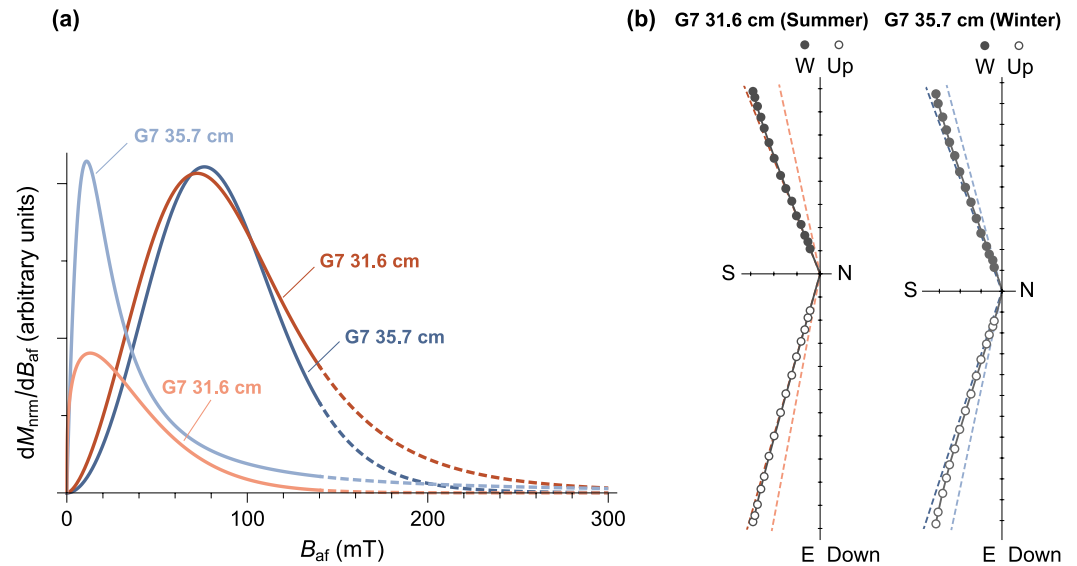 (a)
(b)
G7 31.6 cm (Summer)
G7 35.7 cm (Winter)
W Up
W Up
G7 35.7 cm
G7 31.6 cm
G7 35.7 cm
G7 31.6 cm
dMnrm/dBaf (arbitrary units)
0
100
200
300
Baf (mT)
S
N
S
N
E Down
E Down